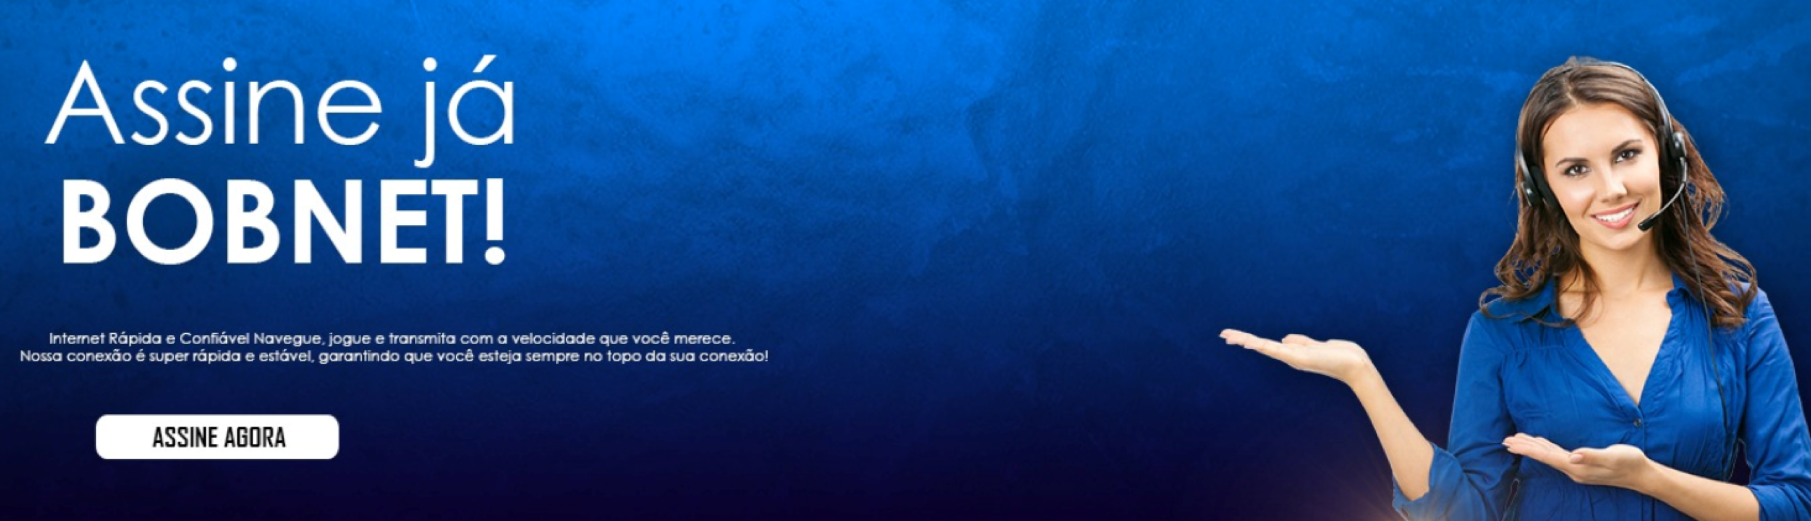 Assine já
BOBNET!
Internet Rápida e Confiável Navegue, jogue e transmita com a velocidade que você merece.
Nossa conexão é super rápida e estável, garantindo que você esteja sempre no topo da sua conexão!
ASSINE AGORA